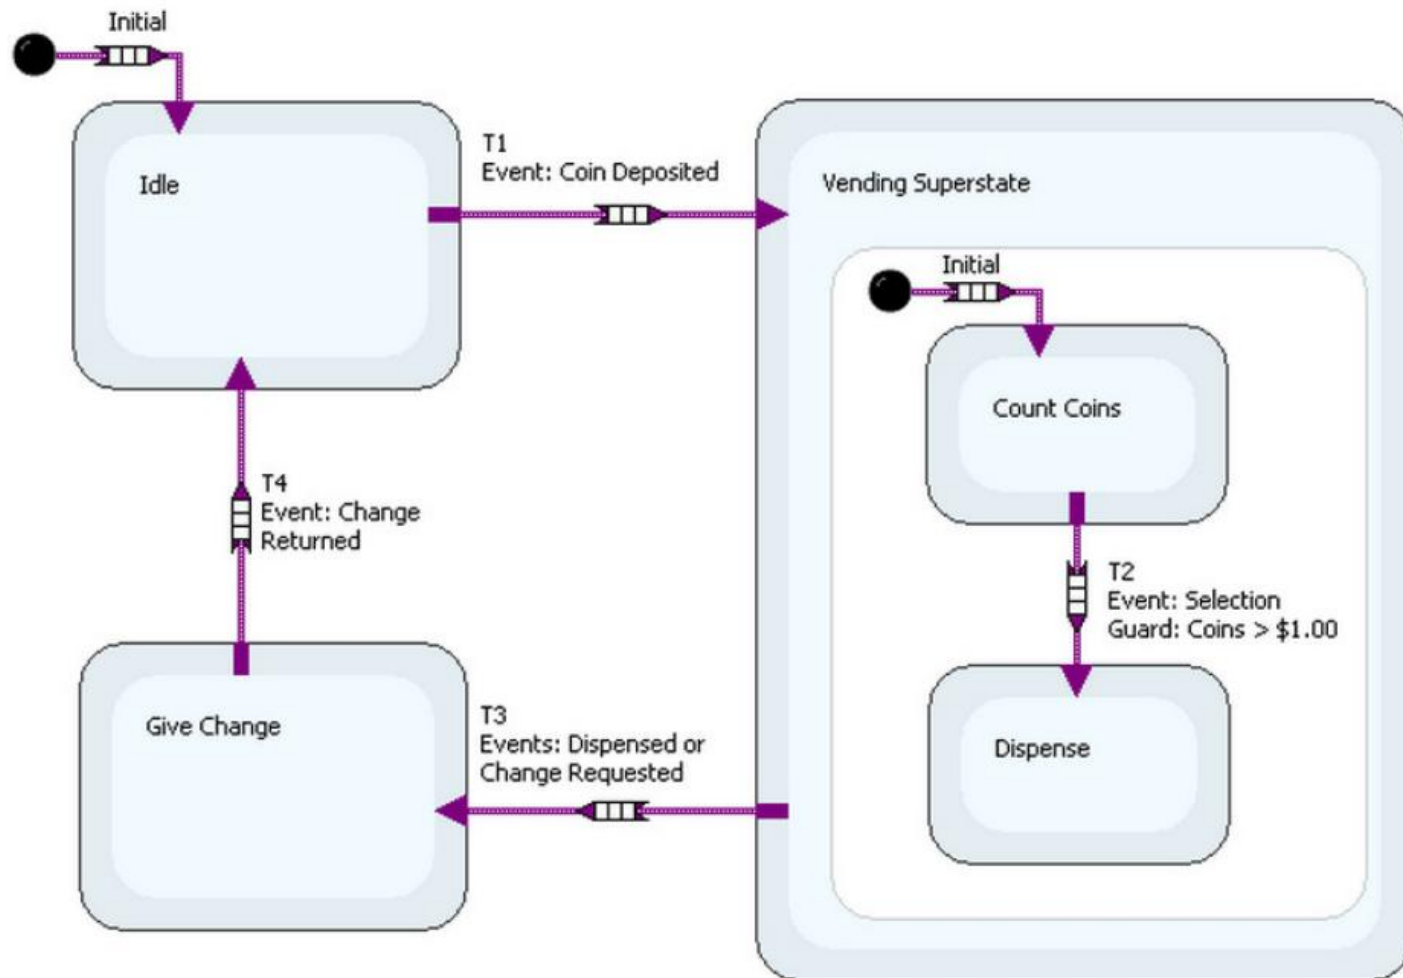 Initial
Idle
T1
Event: Coin Deposited
Vending Superstate
Initial
Count Coins
T2
Event: Selection
Guard: Coins > $1.00
Dispense
T3
Events: Dispensed or
Change Requested
Give Change
T4
Event: Change
Returned